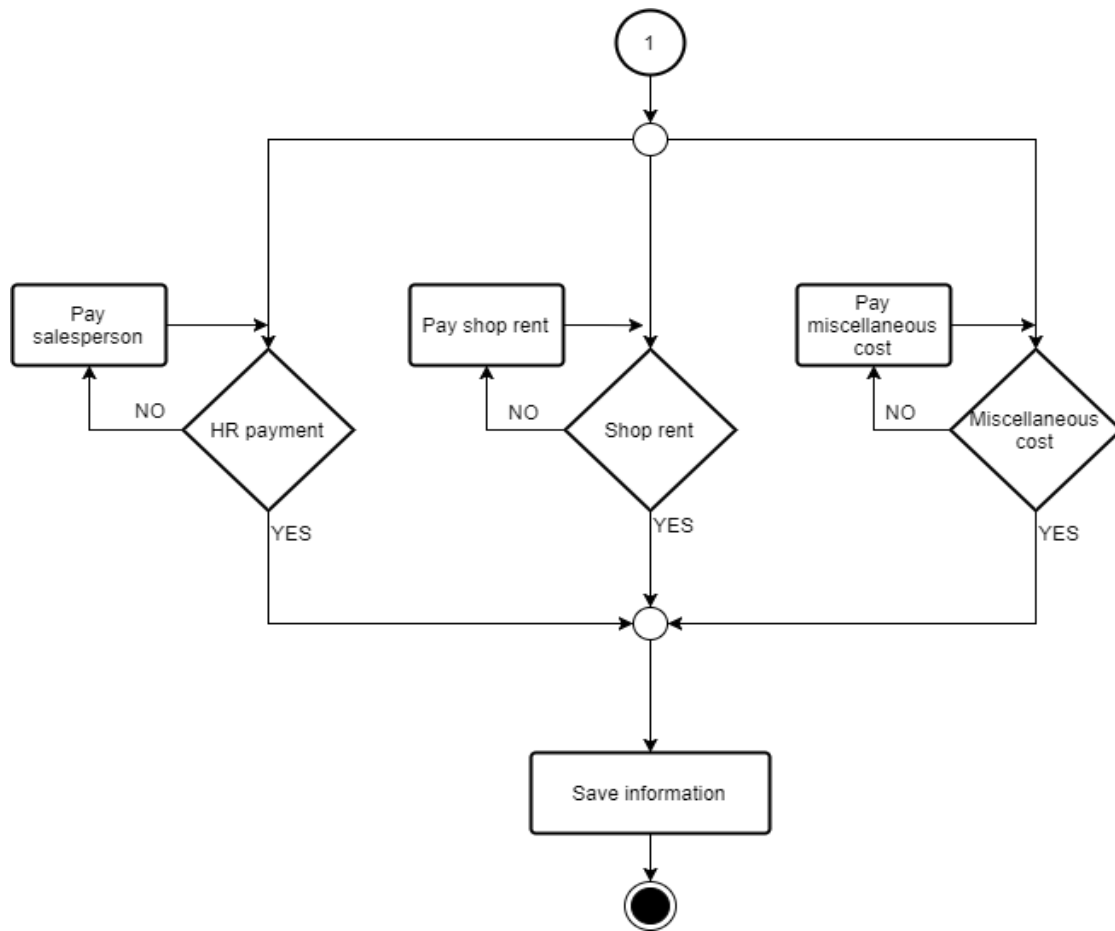 1
Pay
salesperson
Pay shop rent
Pay
miscellaneous
cost
NO
NO
NO
HR payment
Shop rent
Miscellaneous
cost
YES
YES
YES
Save information